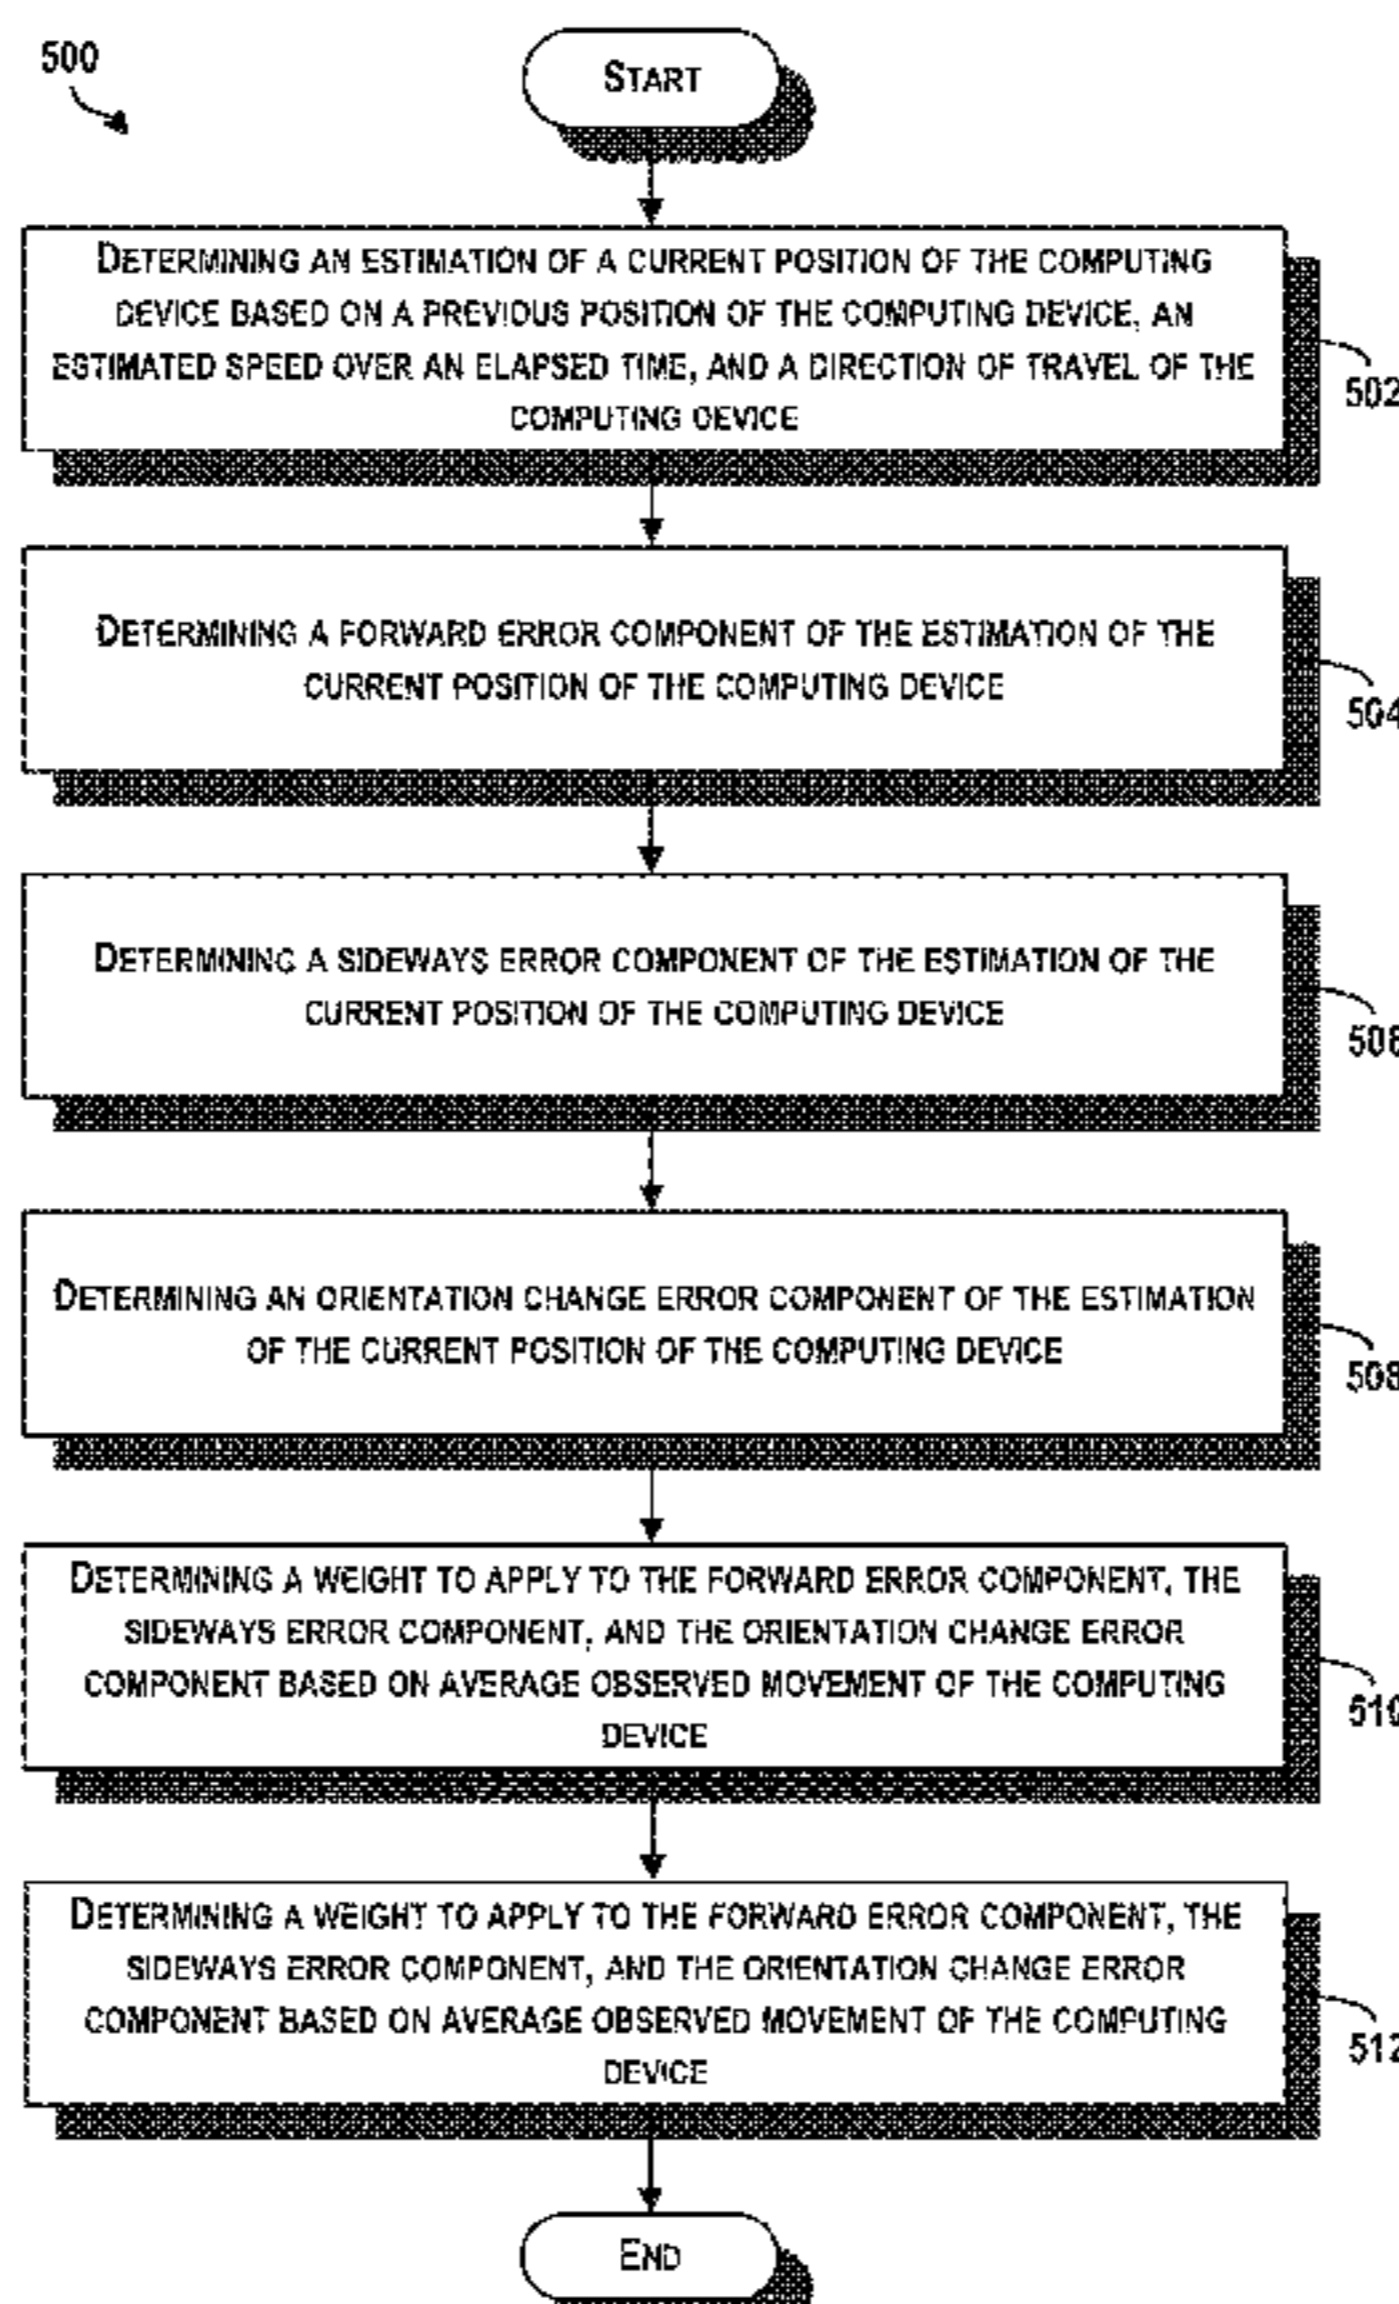 500
START
DETERMINING AN ESTIMATION OF A CURRENT POSITION OF THE COMPUTING
DEVICE BASED ON A PREVIOUS POSITION OF THE COMPUTING DEVICE, AN
ESTIMATED SPEED OVER AN ELAPSED TIME, AND A DIRECTION OF TRAVEL OF THE
COMPUTING DEVICE
502
DETERMINING A FORWARD ERROR COMPONENT OF THE ESTIMATION OF THE
CURRENT POSITION OF THE COMPUTING DEVICE
504
DETERMINING A SIDEWAYS ERROR COMPONENT OF THE ESTIMATION OF THE
CURRENT POSITION OF THE COMPUTING DEVICE
506
DETERMINING AN ORIENTATION CHANGE ERROR COMPONENT OF THE ESTIMATION
OF THE CURRENT POSITION OF THE COMPUTING DEVICE
508
DETERMINING A WEIGHT TO APPLY TO THE FORWARD ERROR COMPONENT, THE
SIDEWAYS ERROR COMPONENT, AND THE ORIENTATION CHANGE ERROR
COMPONENT BASED ON AVERAGE OBSERVED MOVEMENT OF THE COMPUTING
DEVICE
510
DETERMINING A WEIGHT TO APPLY TO THE FORWARD ERROR COMPONENT, THE
SIDEWAYS ERROR COMPONENT, AND THE ORIENTATION CHANGE ERROR
COMPONENT BASED ON AVERAGE OBSERVED MOVEMENT OF THE COMPUTING
DEVICE
512
END